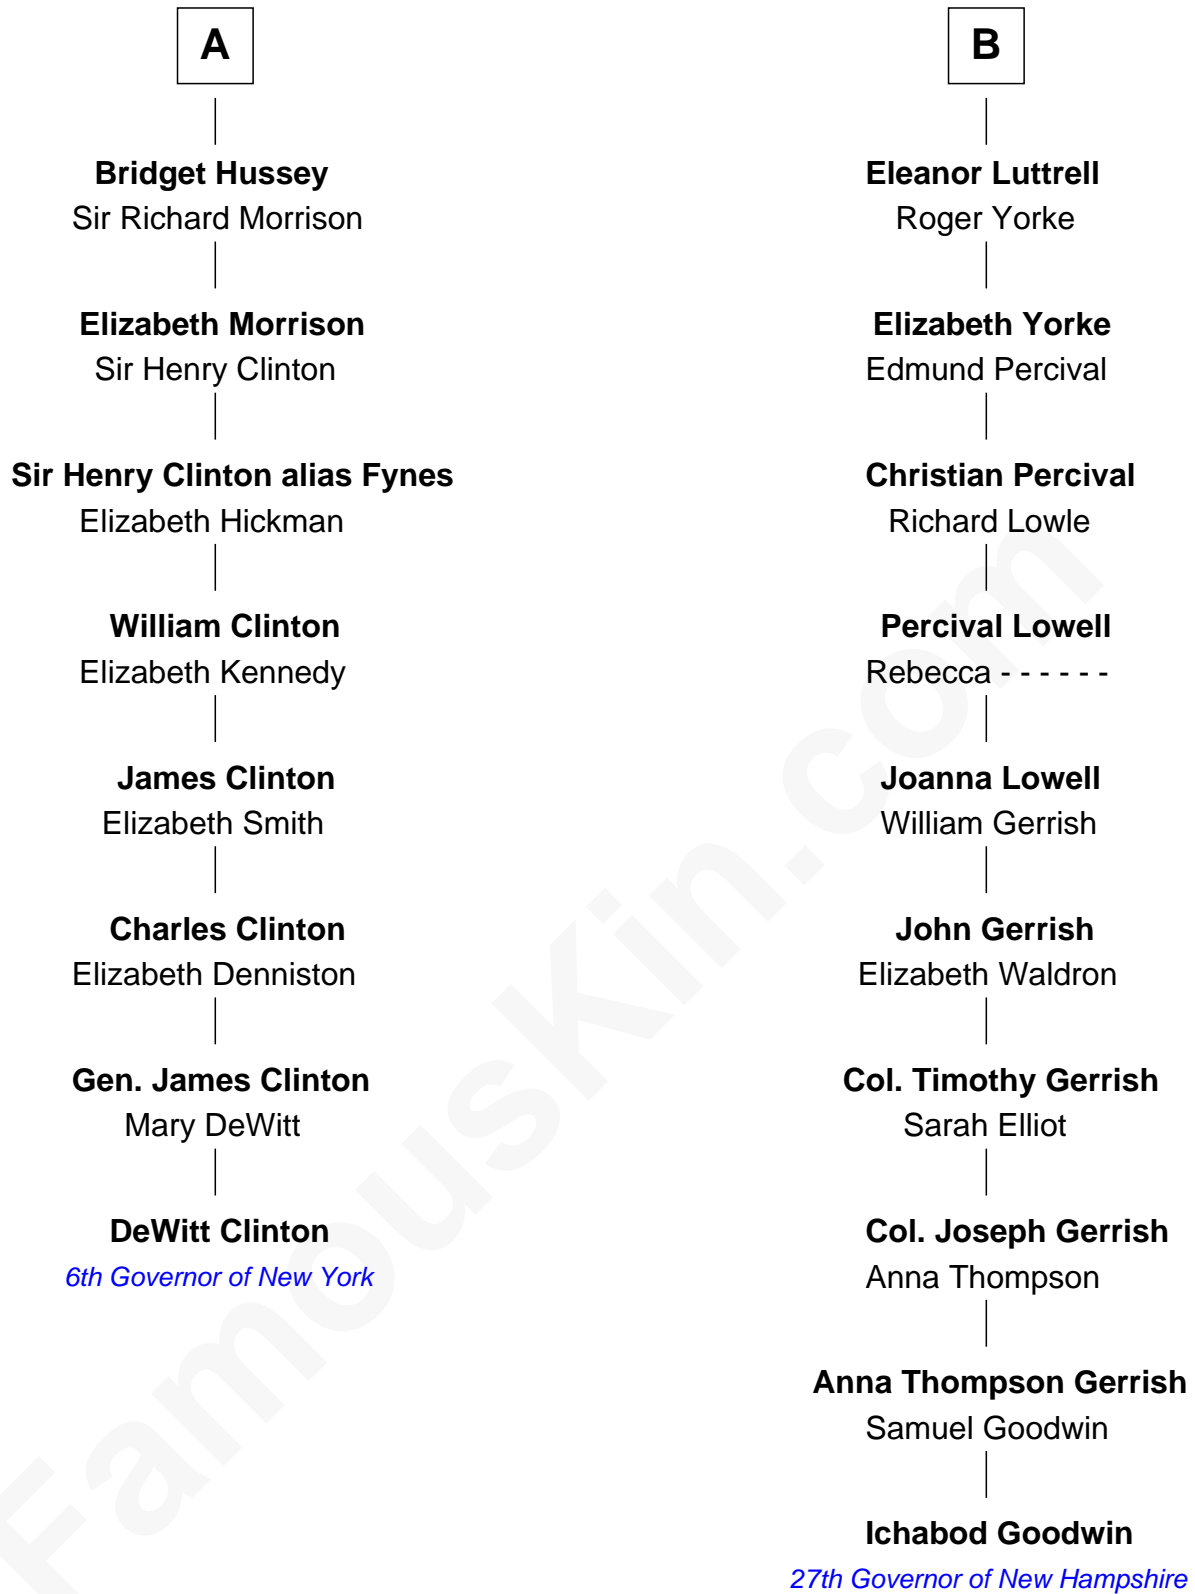 A
Bridget Hussey
Sir Richard Morrison
Elizabeth Morrison
Sir Henry Clinton
Sir Henry Clinton alias Fynes
Elizabeth Hickman
William Clinton
Elizabeth Kennedy
James Clinton
Elizabeth Smith
Charles Clinton
Elizabeth Denniston
Gen. James Clinton
Mary DeWitt
DeWitt Clinton
6th Governor of New York
B
Eleanor Luttrell
Roger Yorke
Elizabeth Yorke
Edmund Percival
Christian Percival
Richard Lowle
Percival Lowell
Rebecca - - - - - -
Joanna Lowell
William Gerrish
John Gerrish
Elizabeth Waldron
Col. Timothy Gerrish
Sarah Elliot
Col. Joseph Gerrish
Anna Thompson
Anna Thompson Gerrish
Samuel Goodwin
Ichabod Goodwin
27th Governor of New Hampshire
FamousKin.com